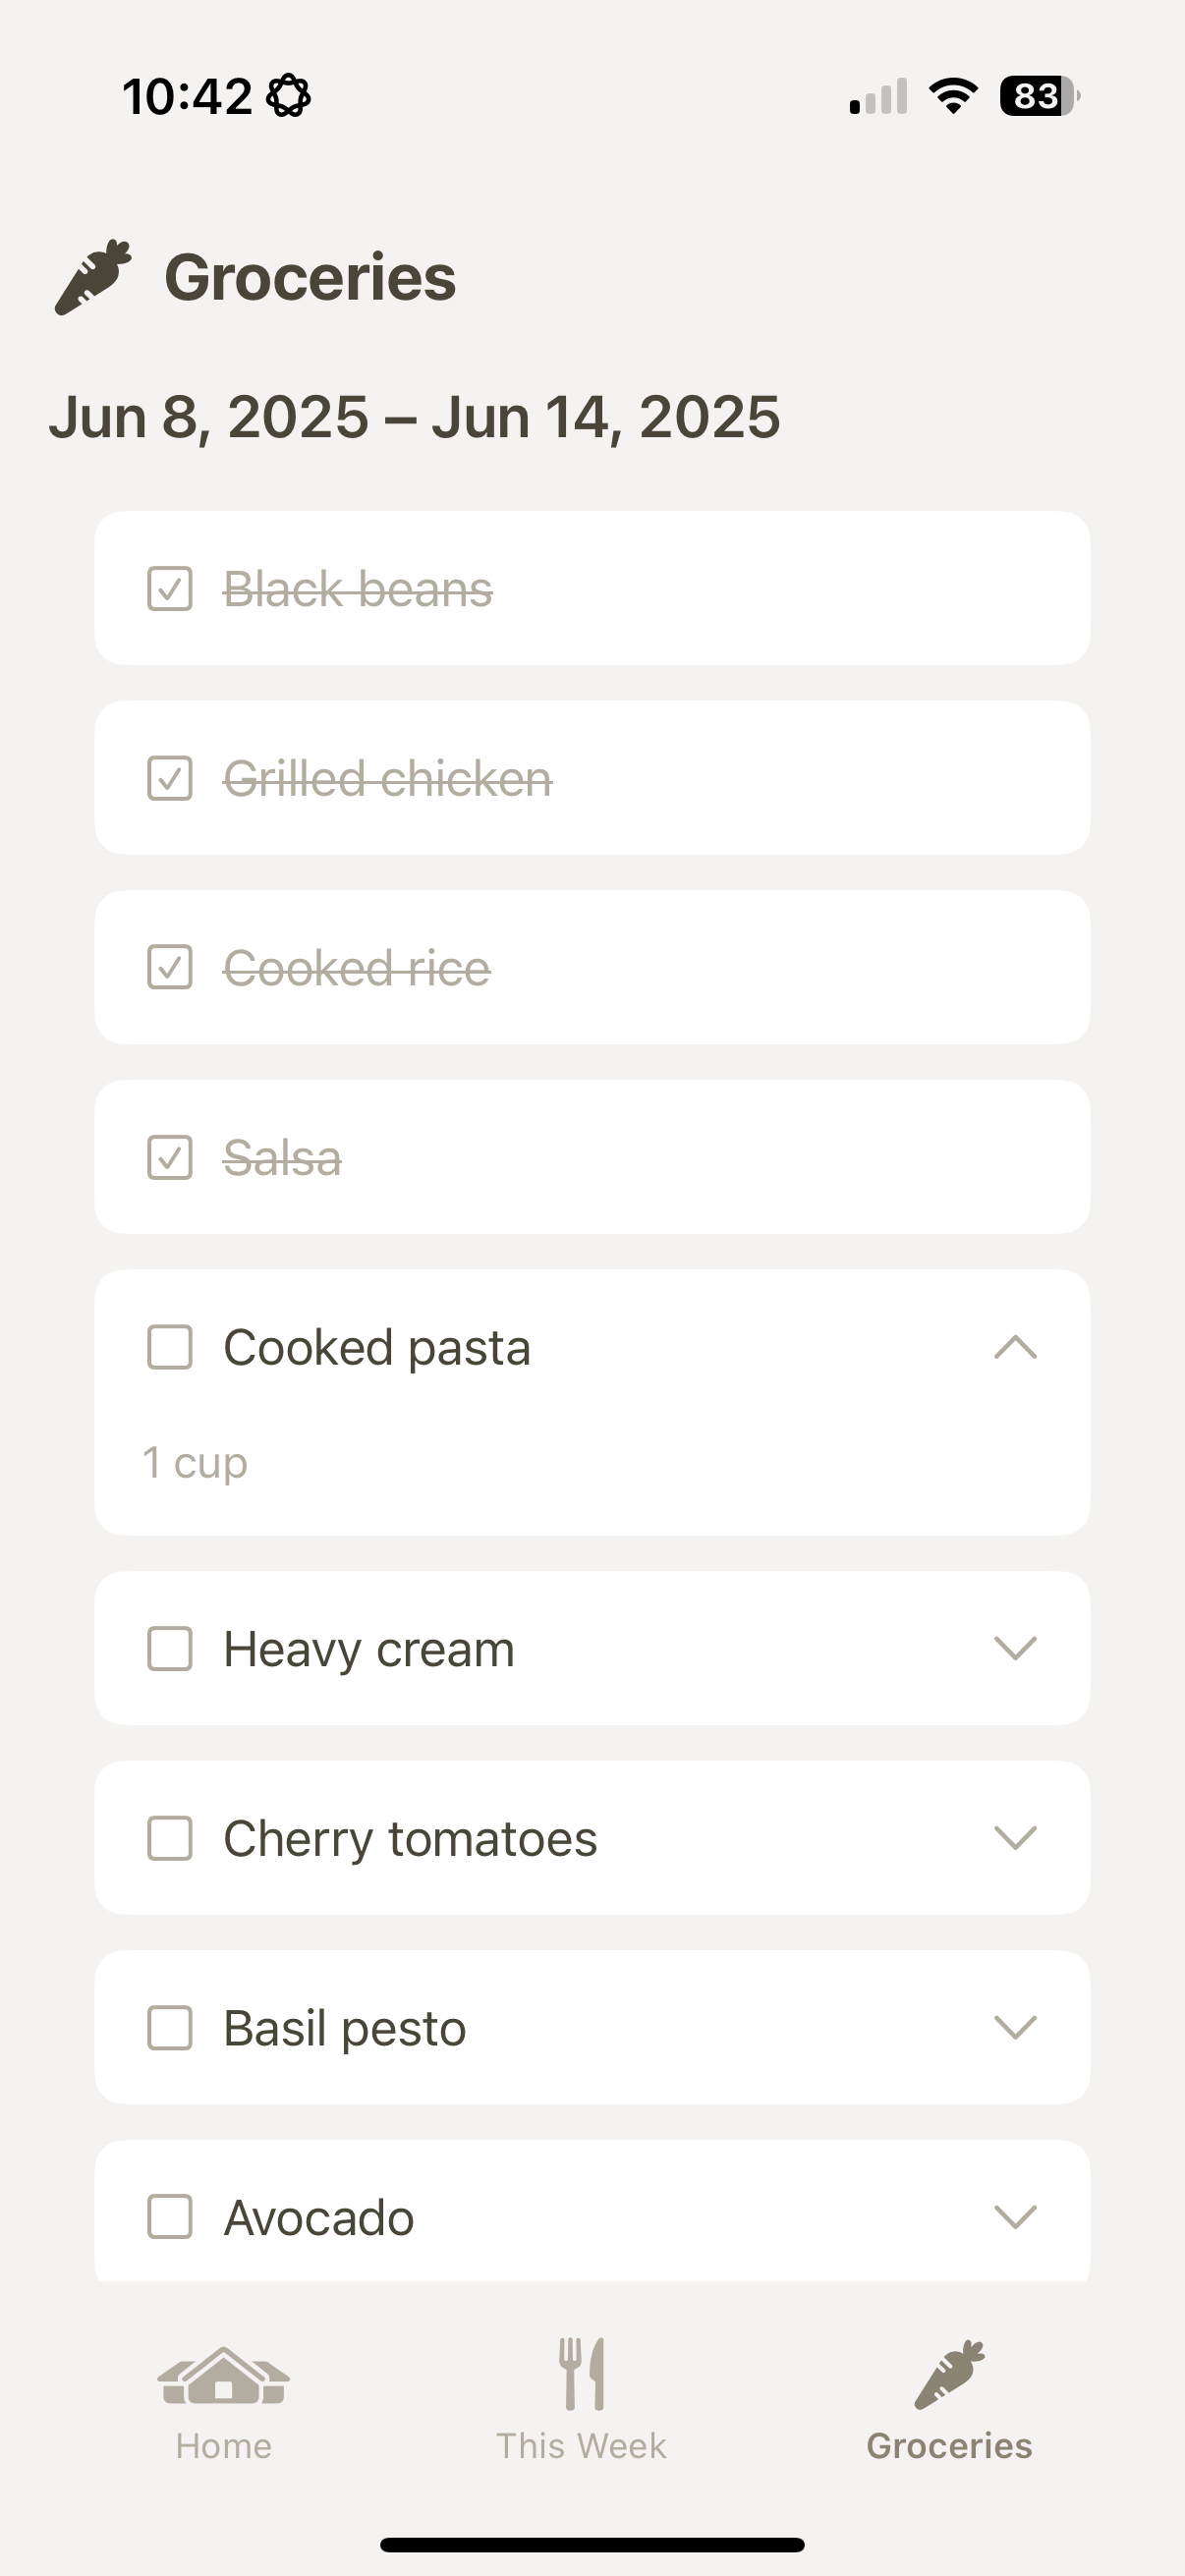 10:42
83
Groceries
Jun 8, 2025 – Jun 14, 2025
Black beans
Grilled chicken
Cooked rice
Salsa
Cooked pasta
1 cup
Heavy cream
Cherry tomatoes
Basil pesto
Avocado
Home
This Week
Groceries